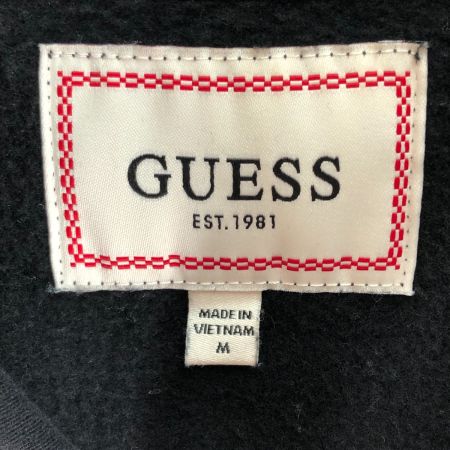 GUESS
EST. 1981
MADE IN
VIETNAM
M